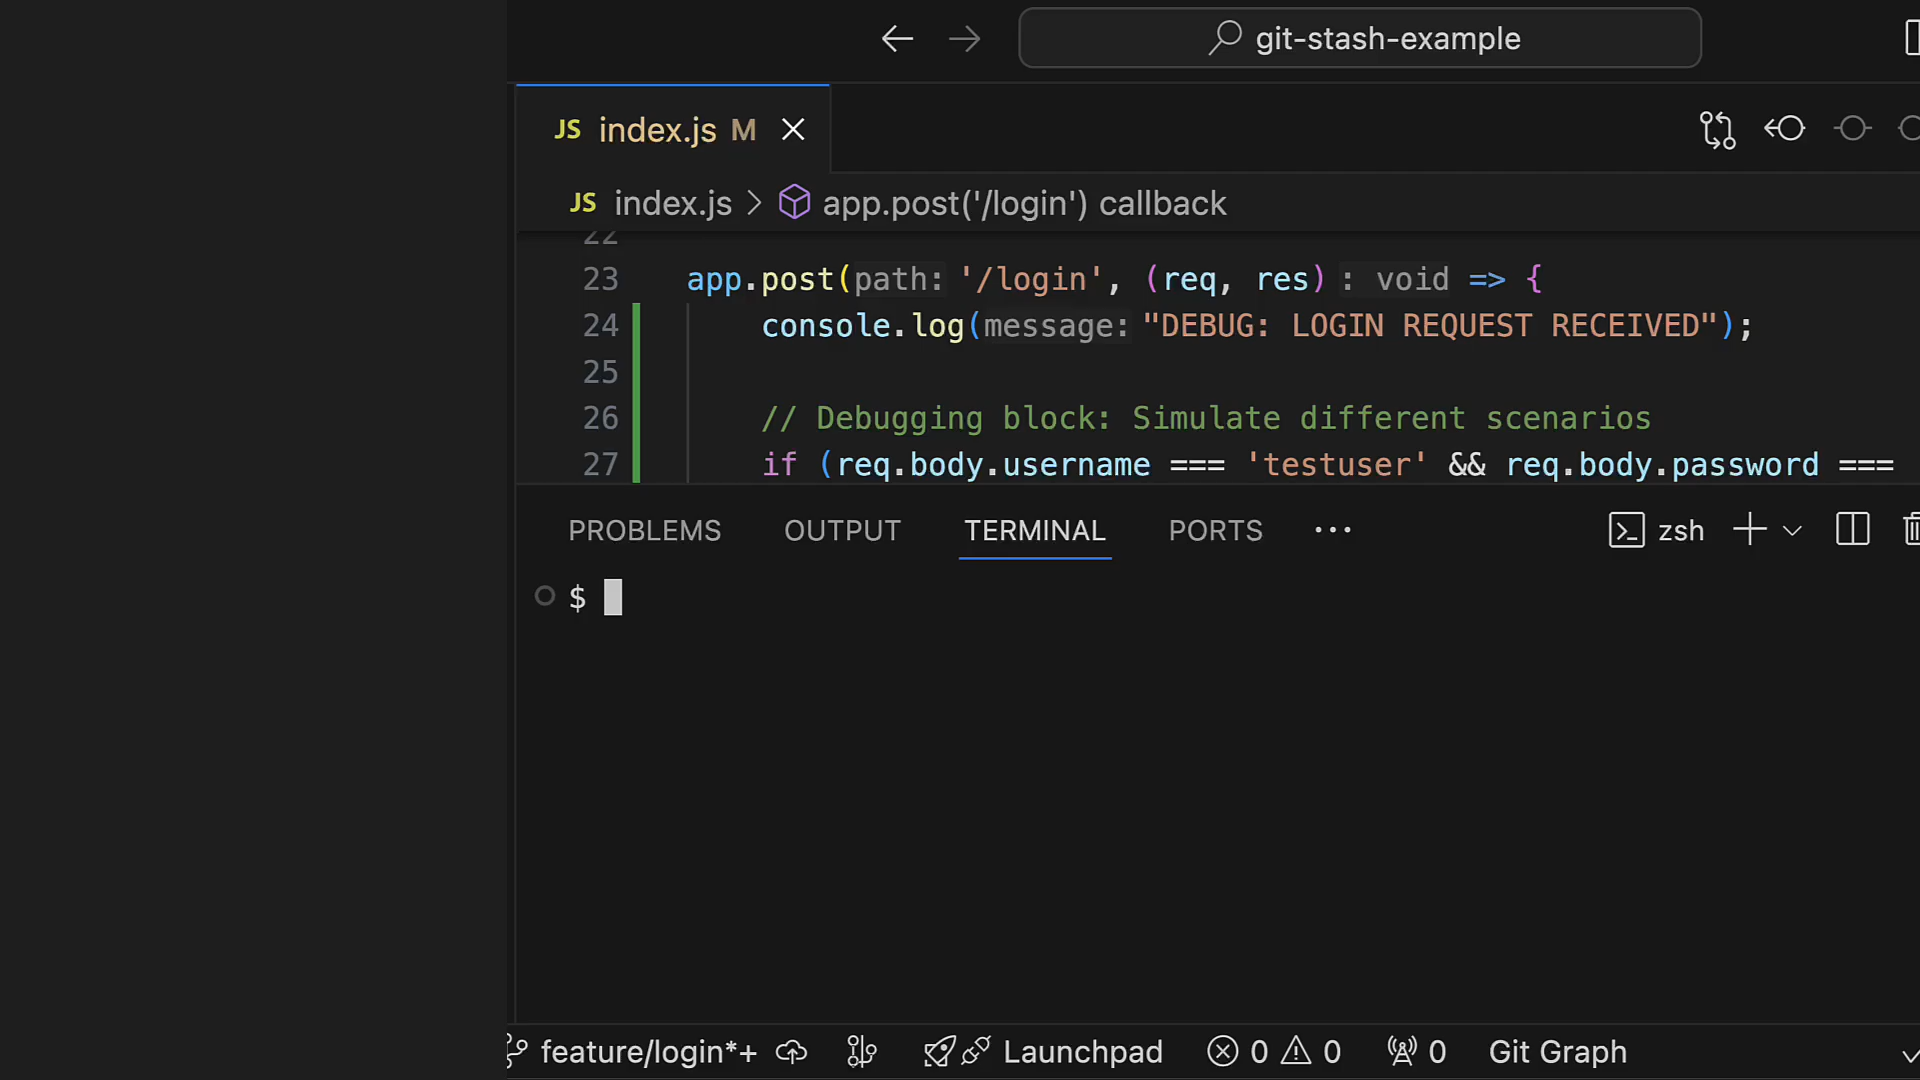 git-stash-example
JS index.js M
JS index.js > app.post('/login') callback
22
23 app.post(path: '/login', (req, res) : void => {
24 console.log(message: "DEBUG: LOGIN REQUEST RECEIVED");
25
26 // Debugging block: Simulate different scenarios
27 if (req.body.username === 'testuser' && req.body.password ===
PROBLEMS OUTPUT TERMINAL PORTS ··· zsh
$
feature/login*+ Launchpad 0 0 0 Git Graph